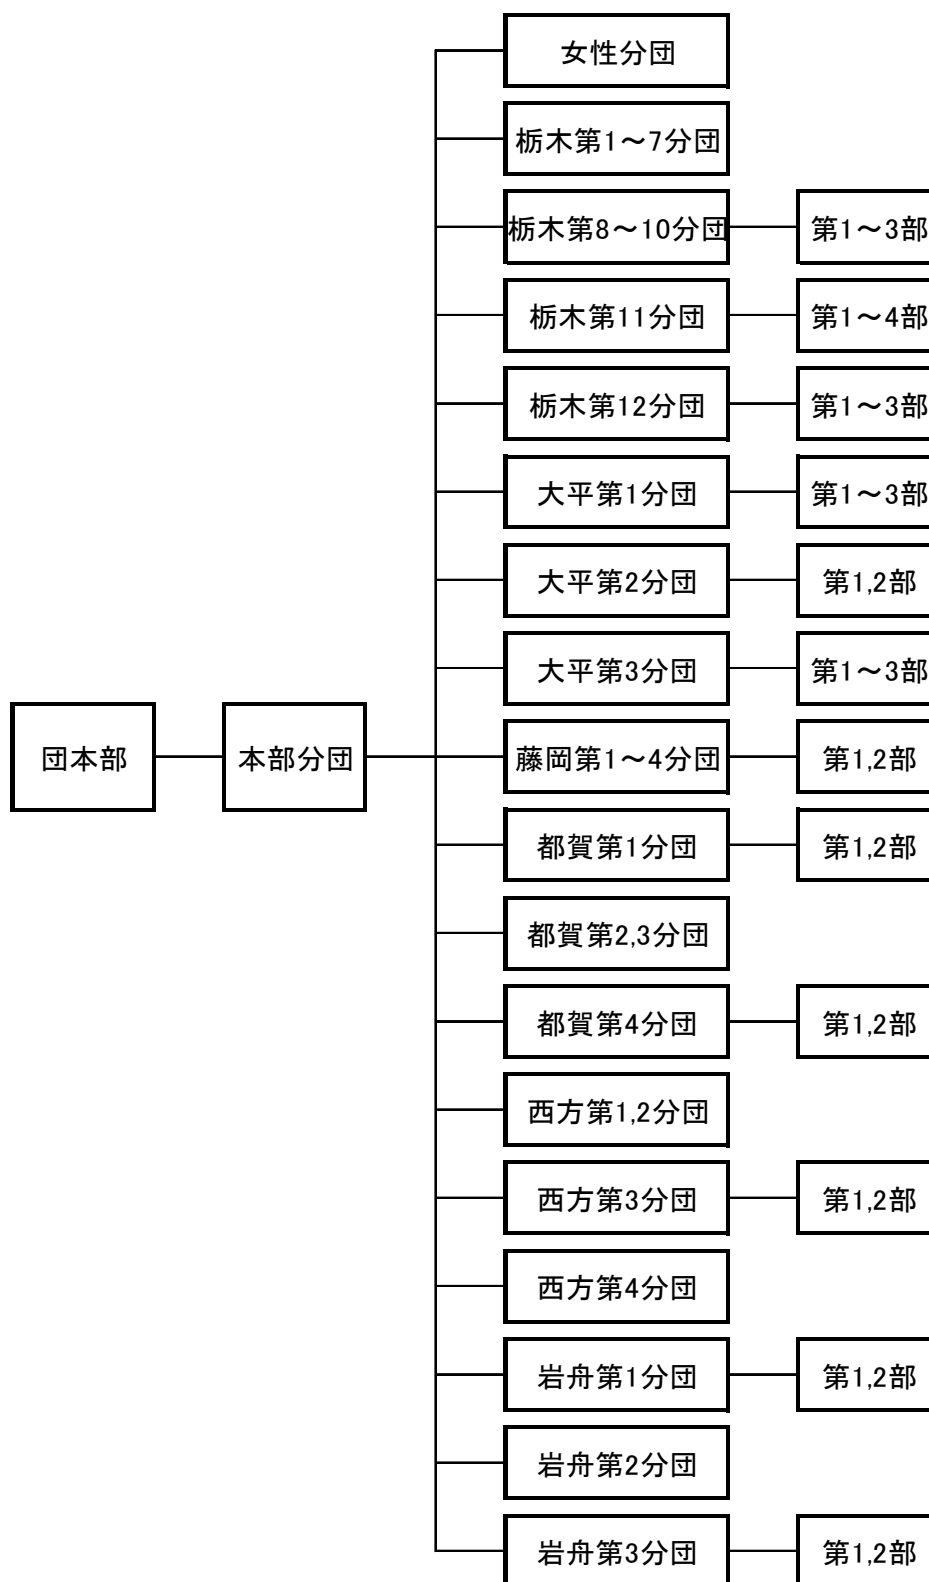 女性分団
栃木第1～7分団
栃木第8～10分団
第1～3部
栃木第11分団
第1～4部
栃木第12分団
第1～3部
大平第1分団
第1～3部
大平第2分団
第1,2部
大平第3分団
第1～3部
団本部
本部分団
藤岡第1～4分団
第1,2部
都賀第1分団
第1,2部
都賀第2,3分団
都賀第4分団
第1,2部
西方第1,2分団
西方第3分団
第1,2部
西方第4分団
岩舟第1分団
第1,2部
岩舟第2分団
岩舟第3分団
第1,2部